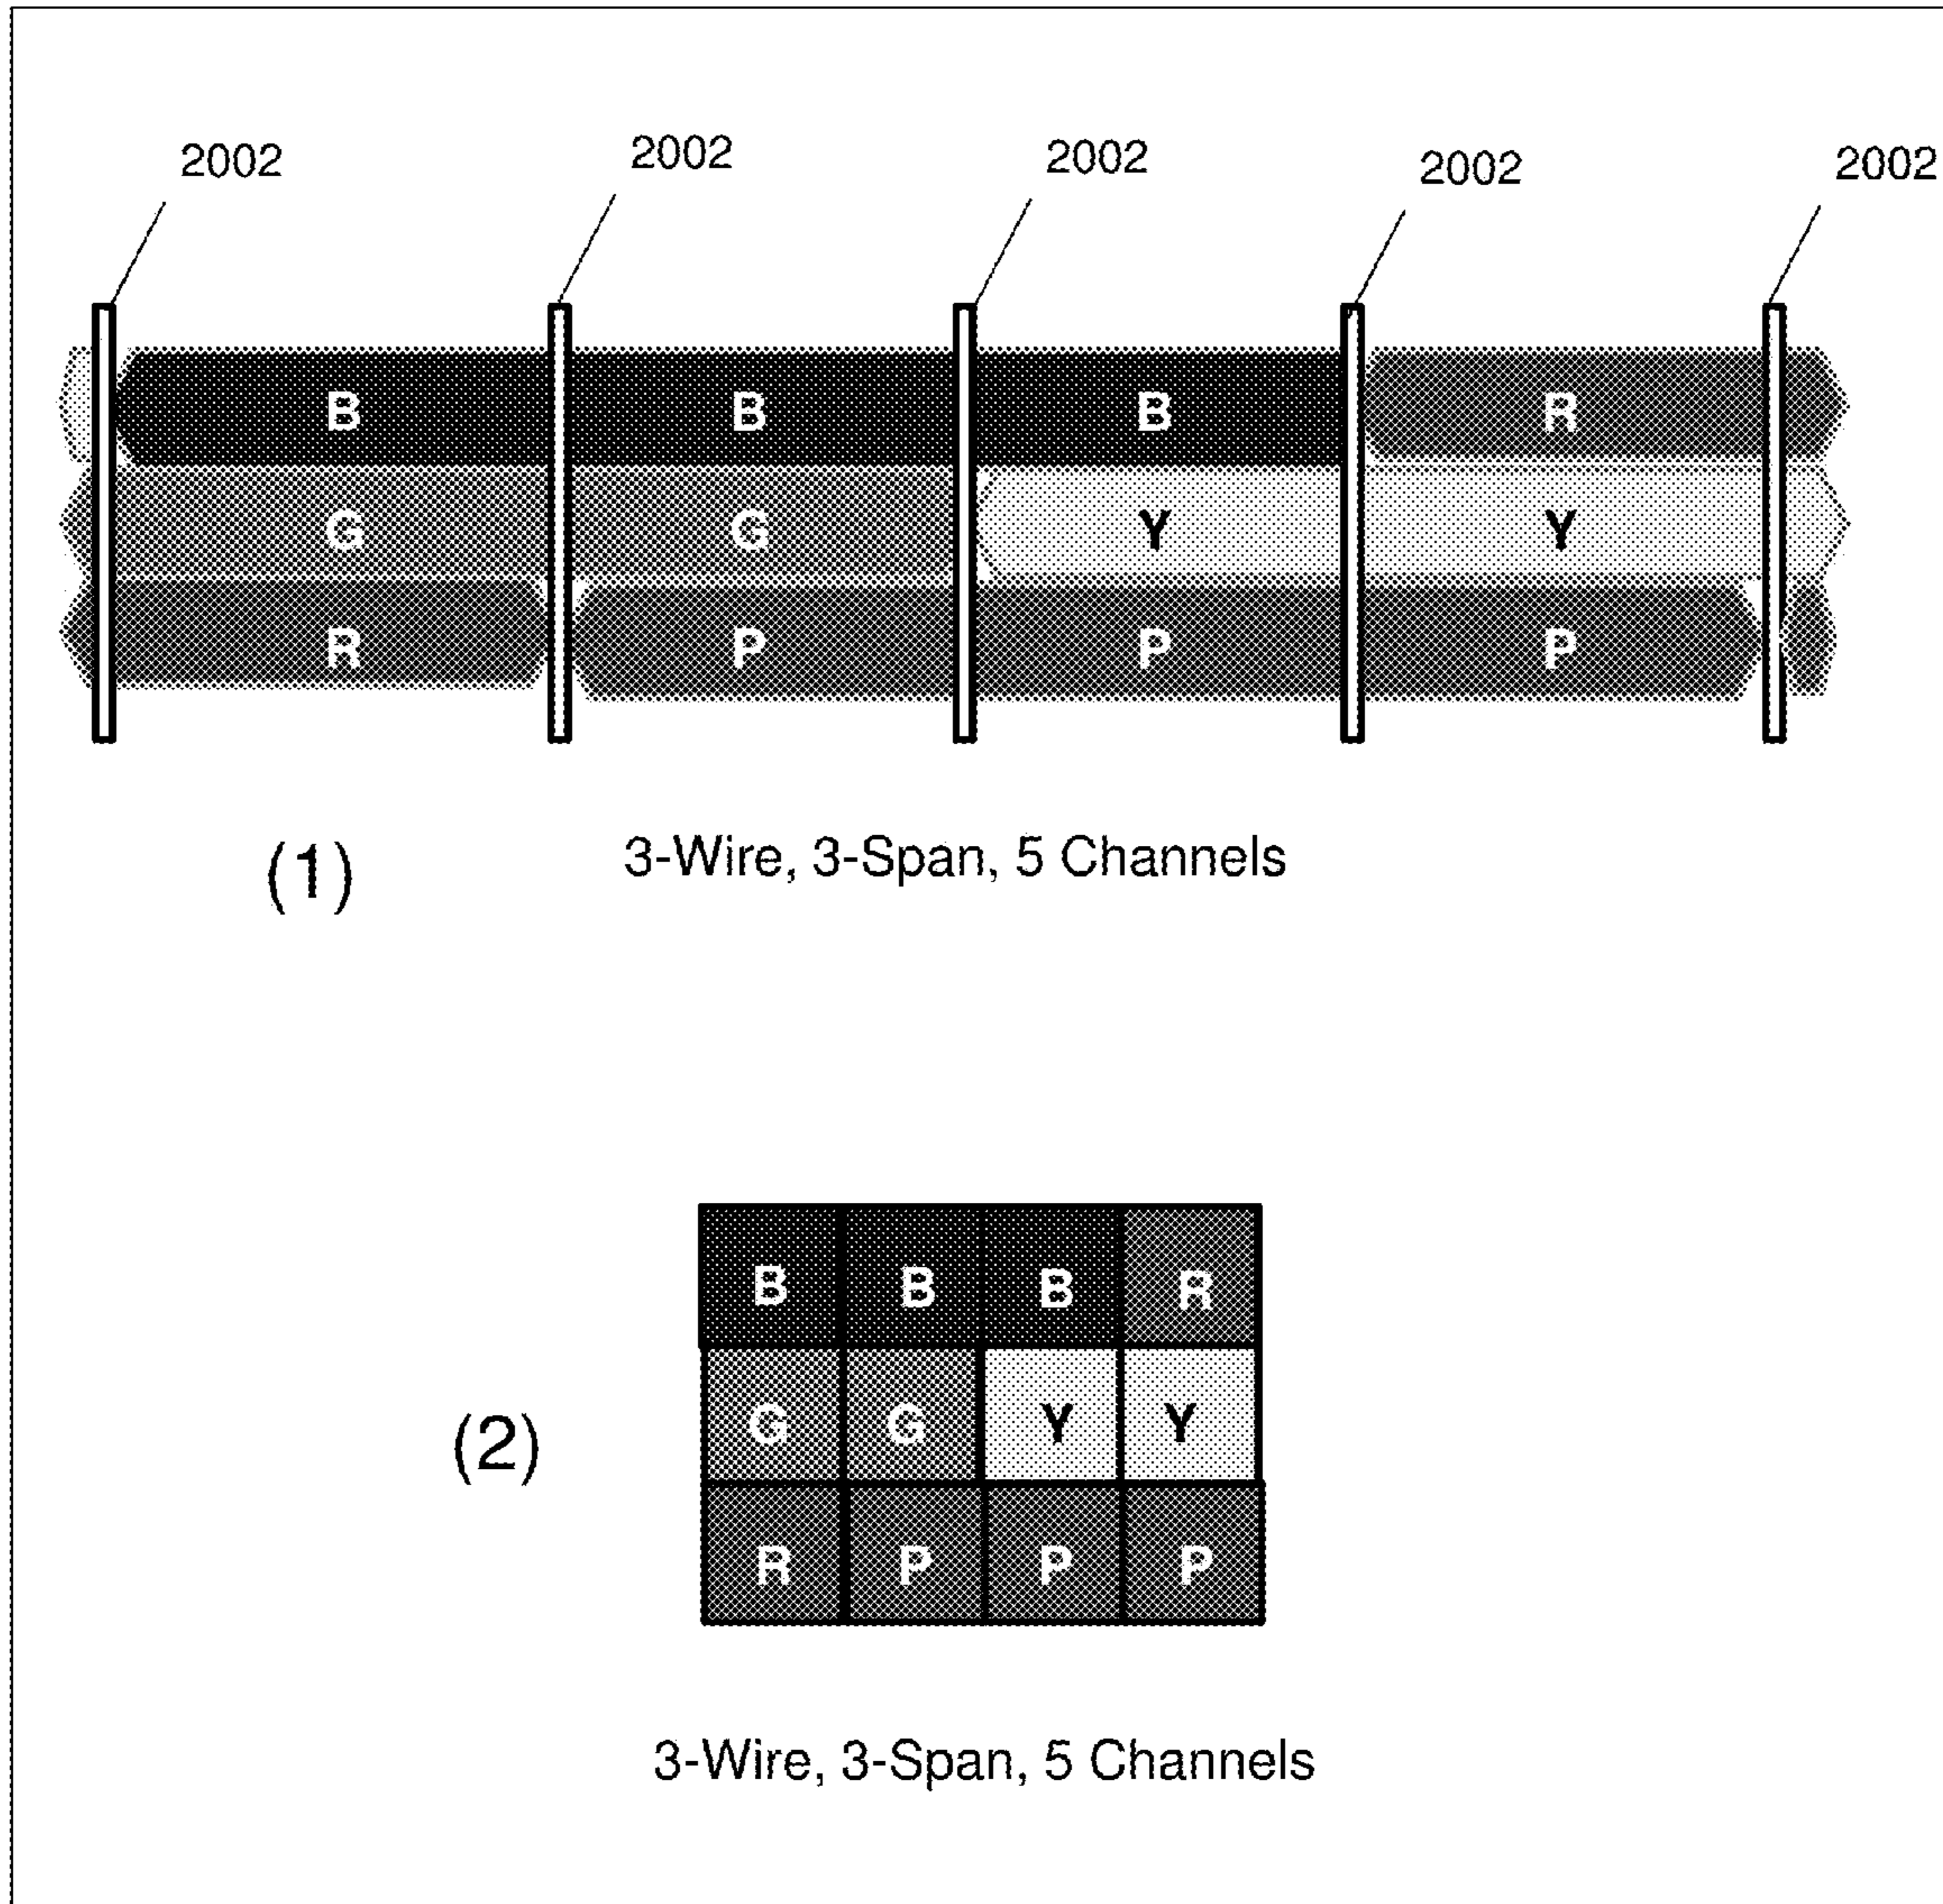 2002 2002 2002 2002 2002
B B B R
G G Y Y
R P P P
(1) 3-Wire, 3-Span, 5 Channels
B B B R
G G Y Y
(2)
R P P P
3-Wire, 3-Span, 5 Channels